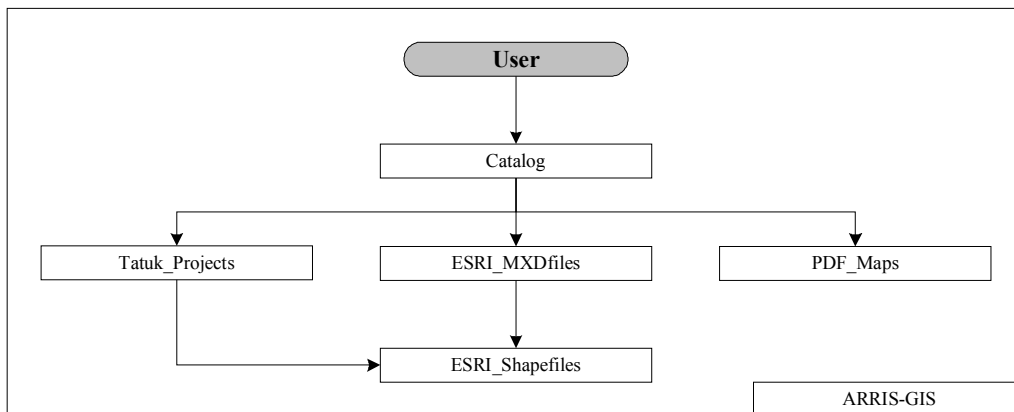 User
Catalog
Tatuk_Projects
ESRI_MXDfiles
PDF_Maps
ESRI_Shapefiles
ARRIS-GIS